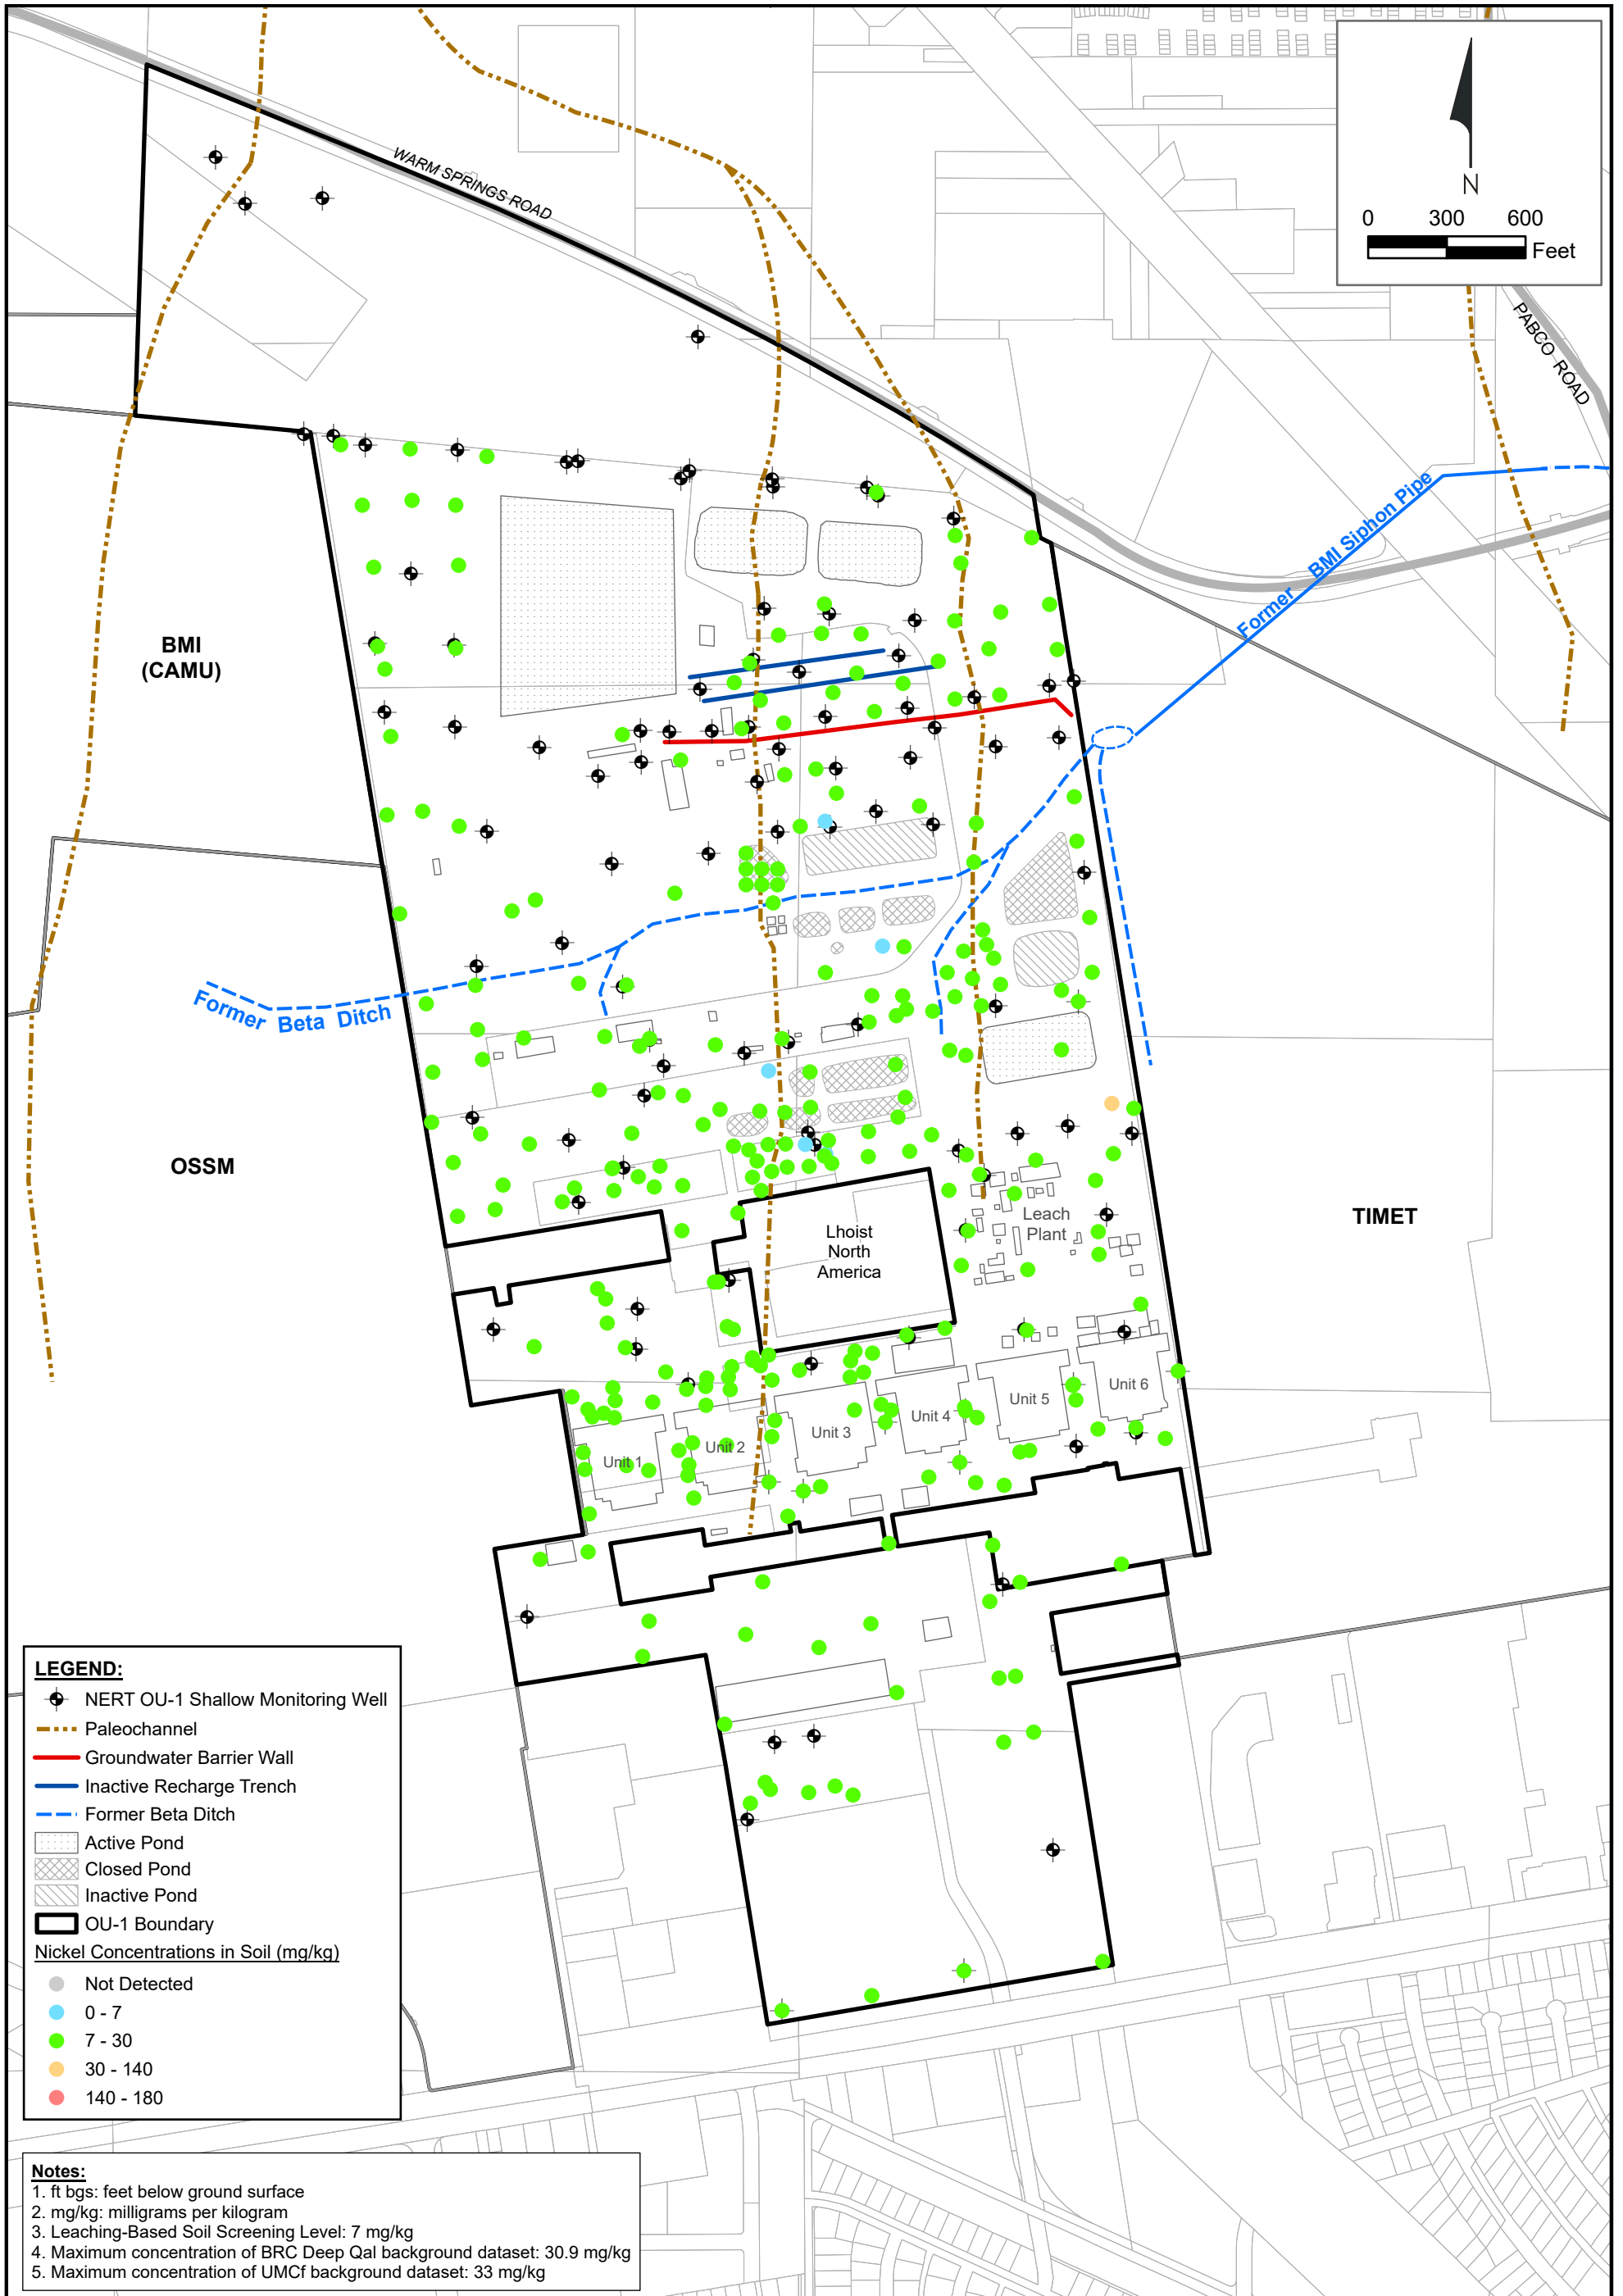 WARM SPRINGS ROAD
N
0 300 600
Feet
PABCO ROAD
Former BMI Siphon Pipe
BMI
(CAMU)
Former Beta Ditch
OSSM
TIMET
Lhoist
North
America
Leach
Plant
Unit 6
Unit 5
Unit 4
Unit 3
Unit 2
Unit 1
LEGEND:
NERT OU-1 Shallow Monitoring Well
Paleochannel
Groundwater Barrier Wall
Inactive Recharge Trench
Former Beta Ditch
Active Pond
Closed Pond
Inactive Pond
OU-1 Boundary
Nickel Concentrations in Soil (mg/kg)
Not Detected
0 - 7
7 - 30
30 - 140
140 - 180
Notes:
1. ft bgs: feet below ground surface
2. mg/kg: milligrams per kilogram
3. Leaching-Based Soil Screening Level: 7 mg/kg
4. Maximum concentration of BRC Deep Qal background dataset: 30.9 mg/kg
5. Maximum concentration of UMCf background dataset: 33 mg/kg